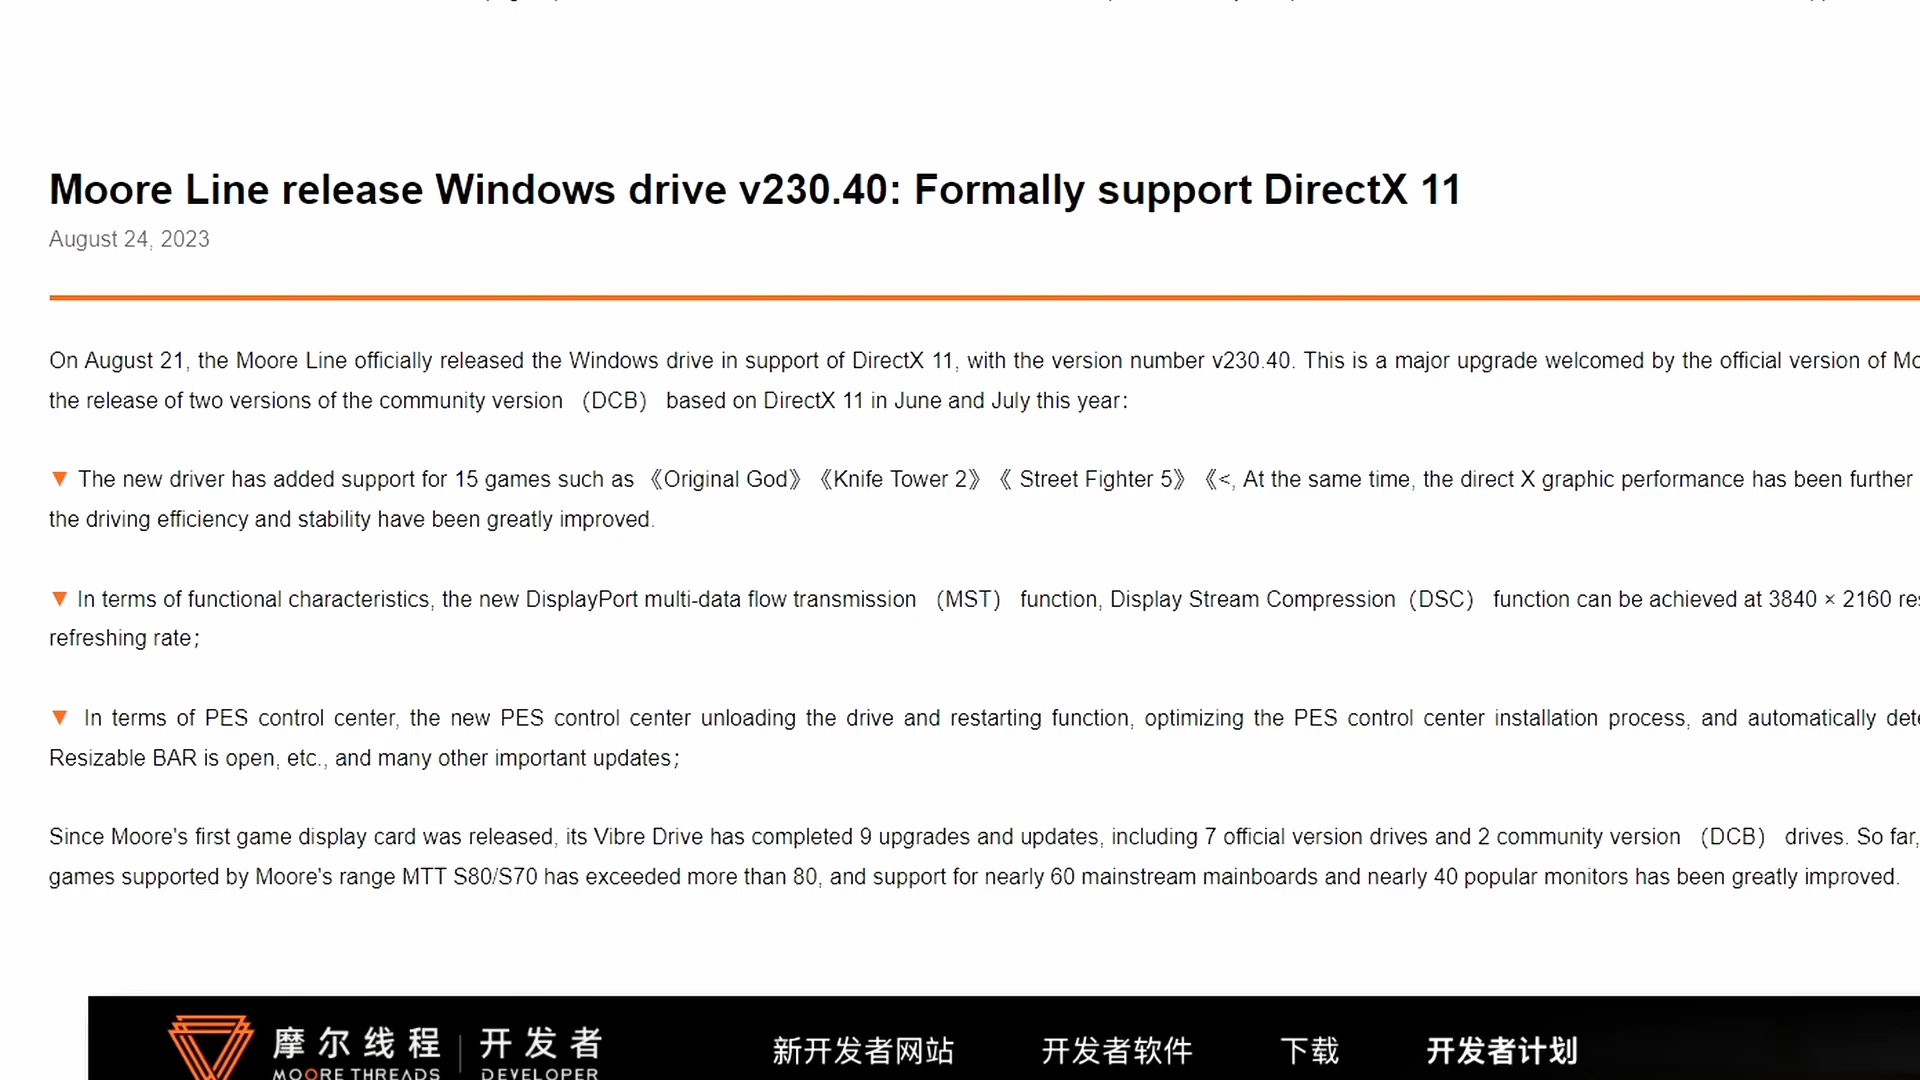 Moore Line release Windows drive v230.40: Formally support DirectX 11
August 24, 2023
On August 21, the Moore Line officially released the Windows drive in support of DirectX 11, with the version number v230.40. This is a major upgrade welcomed by the official version of
the release of two versions of the community version （DCB） based on DirectX 11 in June and July this year：
▼ The new driver has added support for 15 games such as 《Original God》《Knife Tower 2》《 Street Fighter 5》《<, At the same time, the direct X graphic performance has been further
the driving efficiency and stability have been greatly improved.
▼ In terms of functional characteristics, the new DisplayPort multi-data flow transmission （MST） function, Display Stream Compression（DSC） function can be achieved at 3840 × 2160
refreshing rate；
▼ In terms of PES control center, the new PES control center unloading the drive and restarting function, optimizing the PES control center installation process, and automatically
Resizable BAR is open, etc., and many other important updates；
Since Moore's first game display card was released, its Vibre Drive has completed 9 upgrades and updates, including 7 official version drives and 2 community version （DCB） drives. So far,
games supported by Moore's range MTT S80/S70 has exceeded more than 80, and support for nearly 60 mainstream mainboards and nearly 40 popular monitors has been greatly improved.
摩尔线程 | 开发者 新开发者网站 开发者软件 下载 开发者计划
MOORE THREADS DEVELOPER